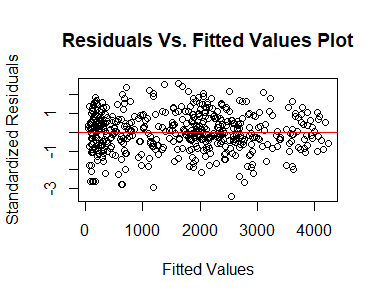 Residuals Vs. Fitted Values Plot
Standardized Residuals
1
-1
-3
0
1000
2000
3000
4000
Fitted Values